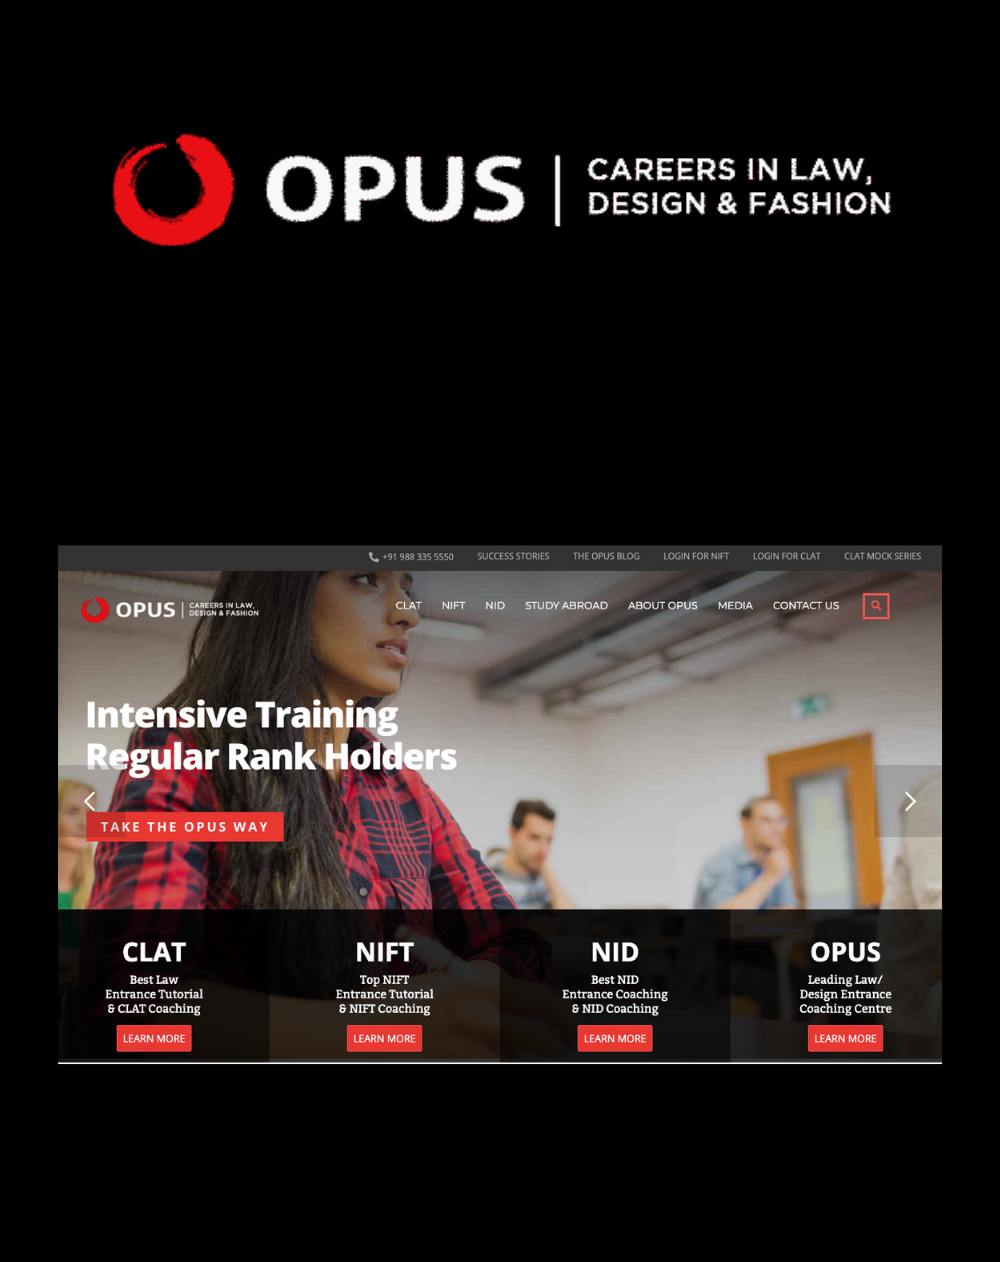 OPUS
CAREERS IN LAW,
DESIGN & FASHION
+91 988 335 5550 SUCCESS STORIES THE OPUS BLOG LOGIN FOR NIFT LOGIN FOR CLAT CLAT MOCK SERIES
OPUS
CAREERS IN LAW,
DESIGN & FASHION
CLAT NIFT NID STUDY ABROAD ABOUT OPUS MEDIA CONTACT US
Intensive Training
Regular Rank Holders
TAKE THE OPUS WAY
CLAT
Best Law
Entrance Tutorial
& CLAT Coaching
LEARN MORE
NIFT
Top NIFT
Entrance Tutorial
& NIFT Coaching
LEARN MORE
NID
Best NID
Entrance Coaching
& NID Coaching
LEARN MORE
OPUS
Leading Law/
Design Entrance
Coaching Centre
LEARN MORE